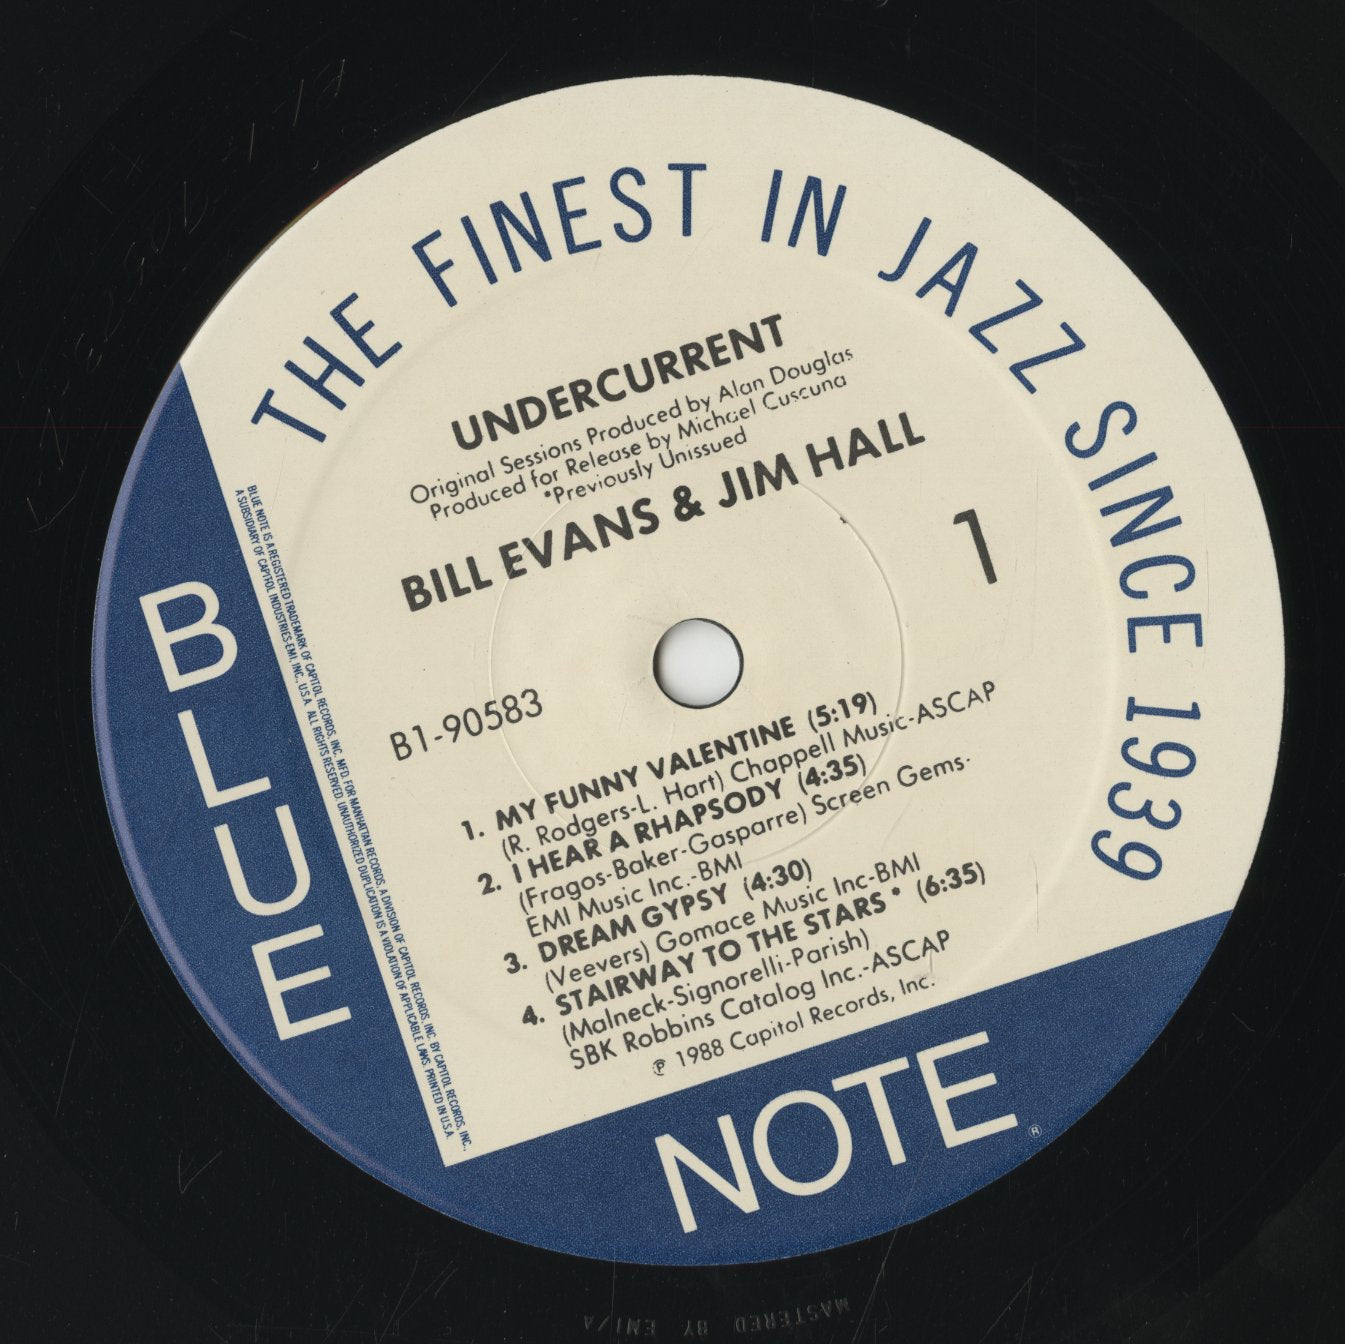 THE FINEST IN JAZZ SINCE 1939
UNDERCURRENT
Original Sessions Produced by Alan Douglas
Produced for Release by Michael Cuscuna
*Previously Unissued
BILL EVANS & JIM HALL
1
B1-90583
1. MY FUNNY VALENTINE (5:19)
(R. Rodgers-L. Hart) Chappell Music-ASCAP
2. I HEAR A RHAPSODY (4:35)
(Fragos-Baker-Gasparre) Screen Gems-
EMI Music Inc.-BMI
3. DREAM GYPSY (4:30)
(Veevers) Gomace Music Inc-BMI
4. STAIRWAY TO THE STARS* (6:35)
(Malneck-Signorelli-Parish)
SBK Robbins Catalog Inc.-ASCAP
℗ 1988 Capitol Records, Inc.
BLUE NOTE IS A REGISTERED TRADEMARK OF CAPITOL RECORDS, INC. MFD. FOR MANHATTAN RECORDS, A DIVISION OF CAPITOL RECORDS, INC. BY CAPITOL RECORDS, INC.,
A SUBSIDIARY OF CAPITOL INDUSTRIES-EMI, INC., U.S.A. ALL RIGHTS RESERVED. UNAUTHORIZED DUPLICATION IS A VIOLATION OF APPLICABLE LAWS. PRINTED IN U.S.A.
BLUE
NOTE®
MASTERED BY EMI/A